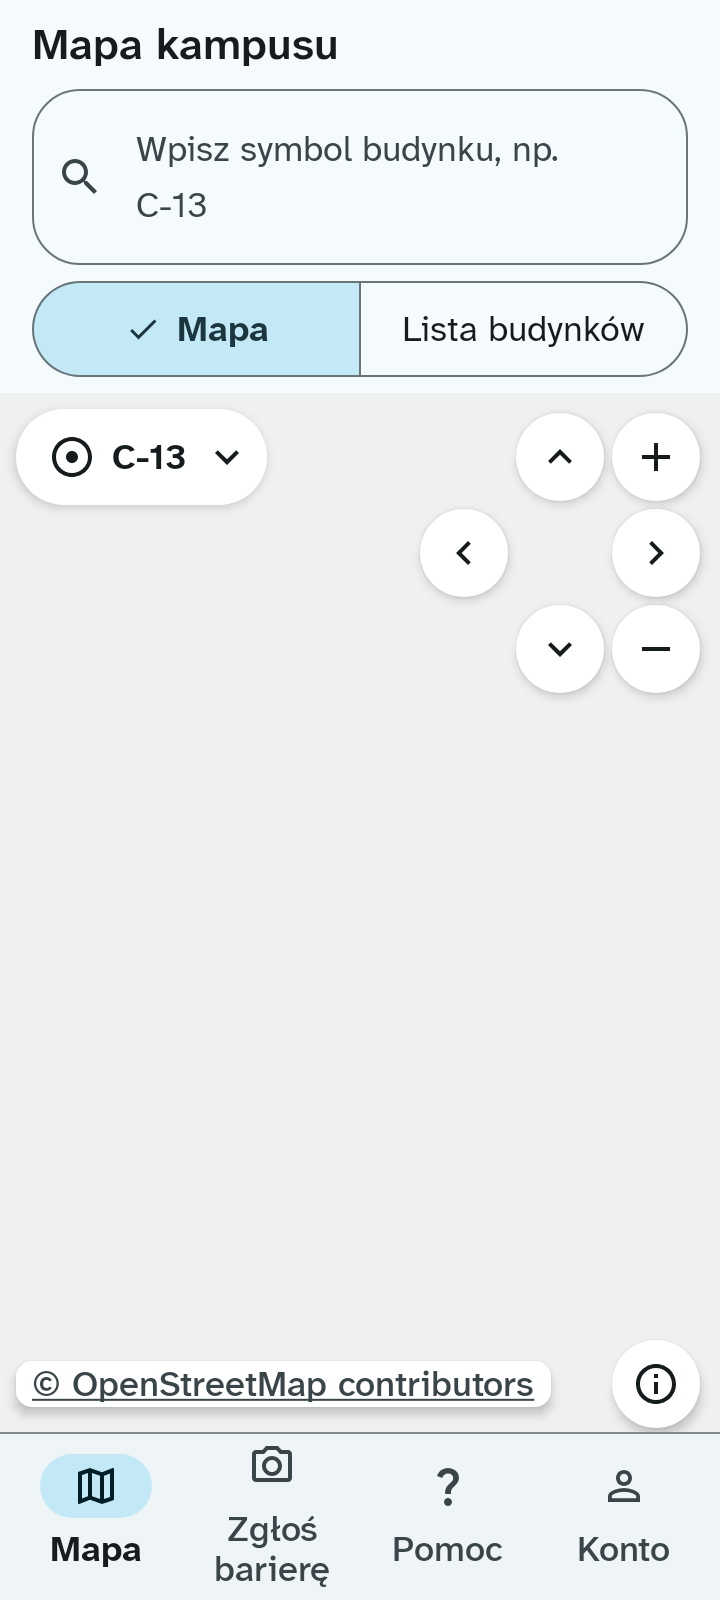 Mapa kampusu
Wpisz symbol budynku, np.
C-13
Mapa
Lista budynków
C-13
© OpenStreetMap contributors
Mapa
Zgłoś
barierę
Pomoc
Konto